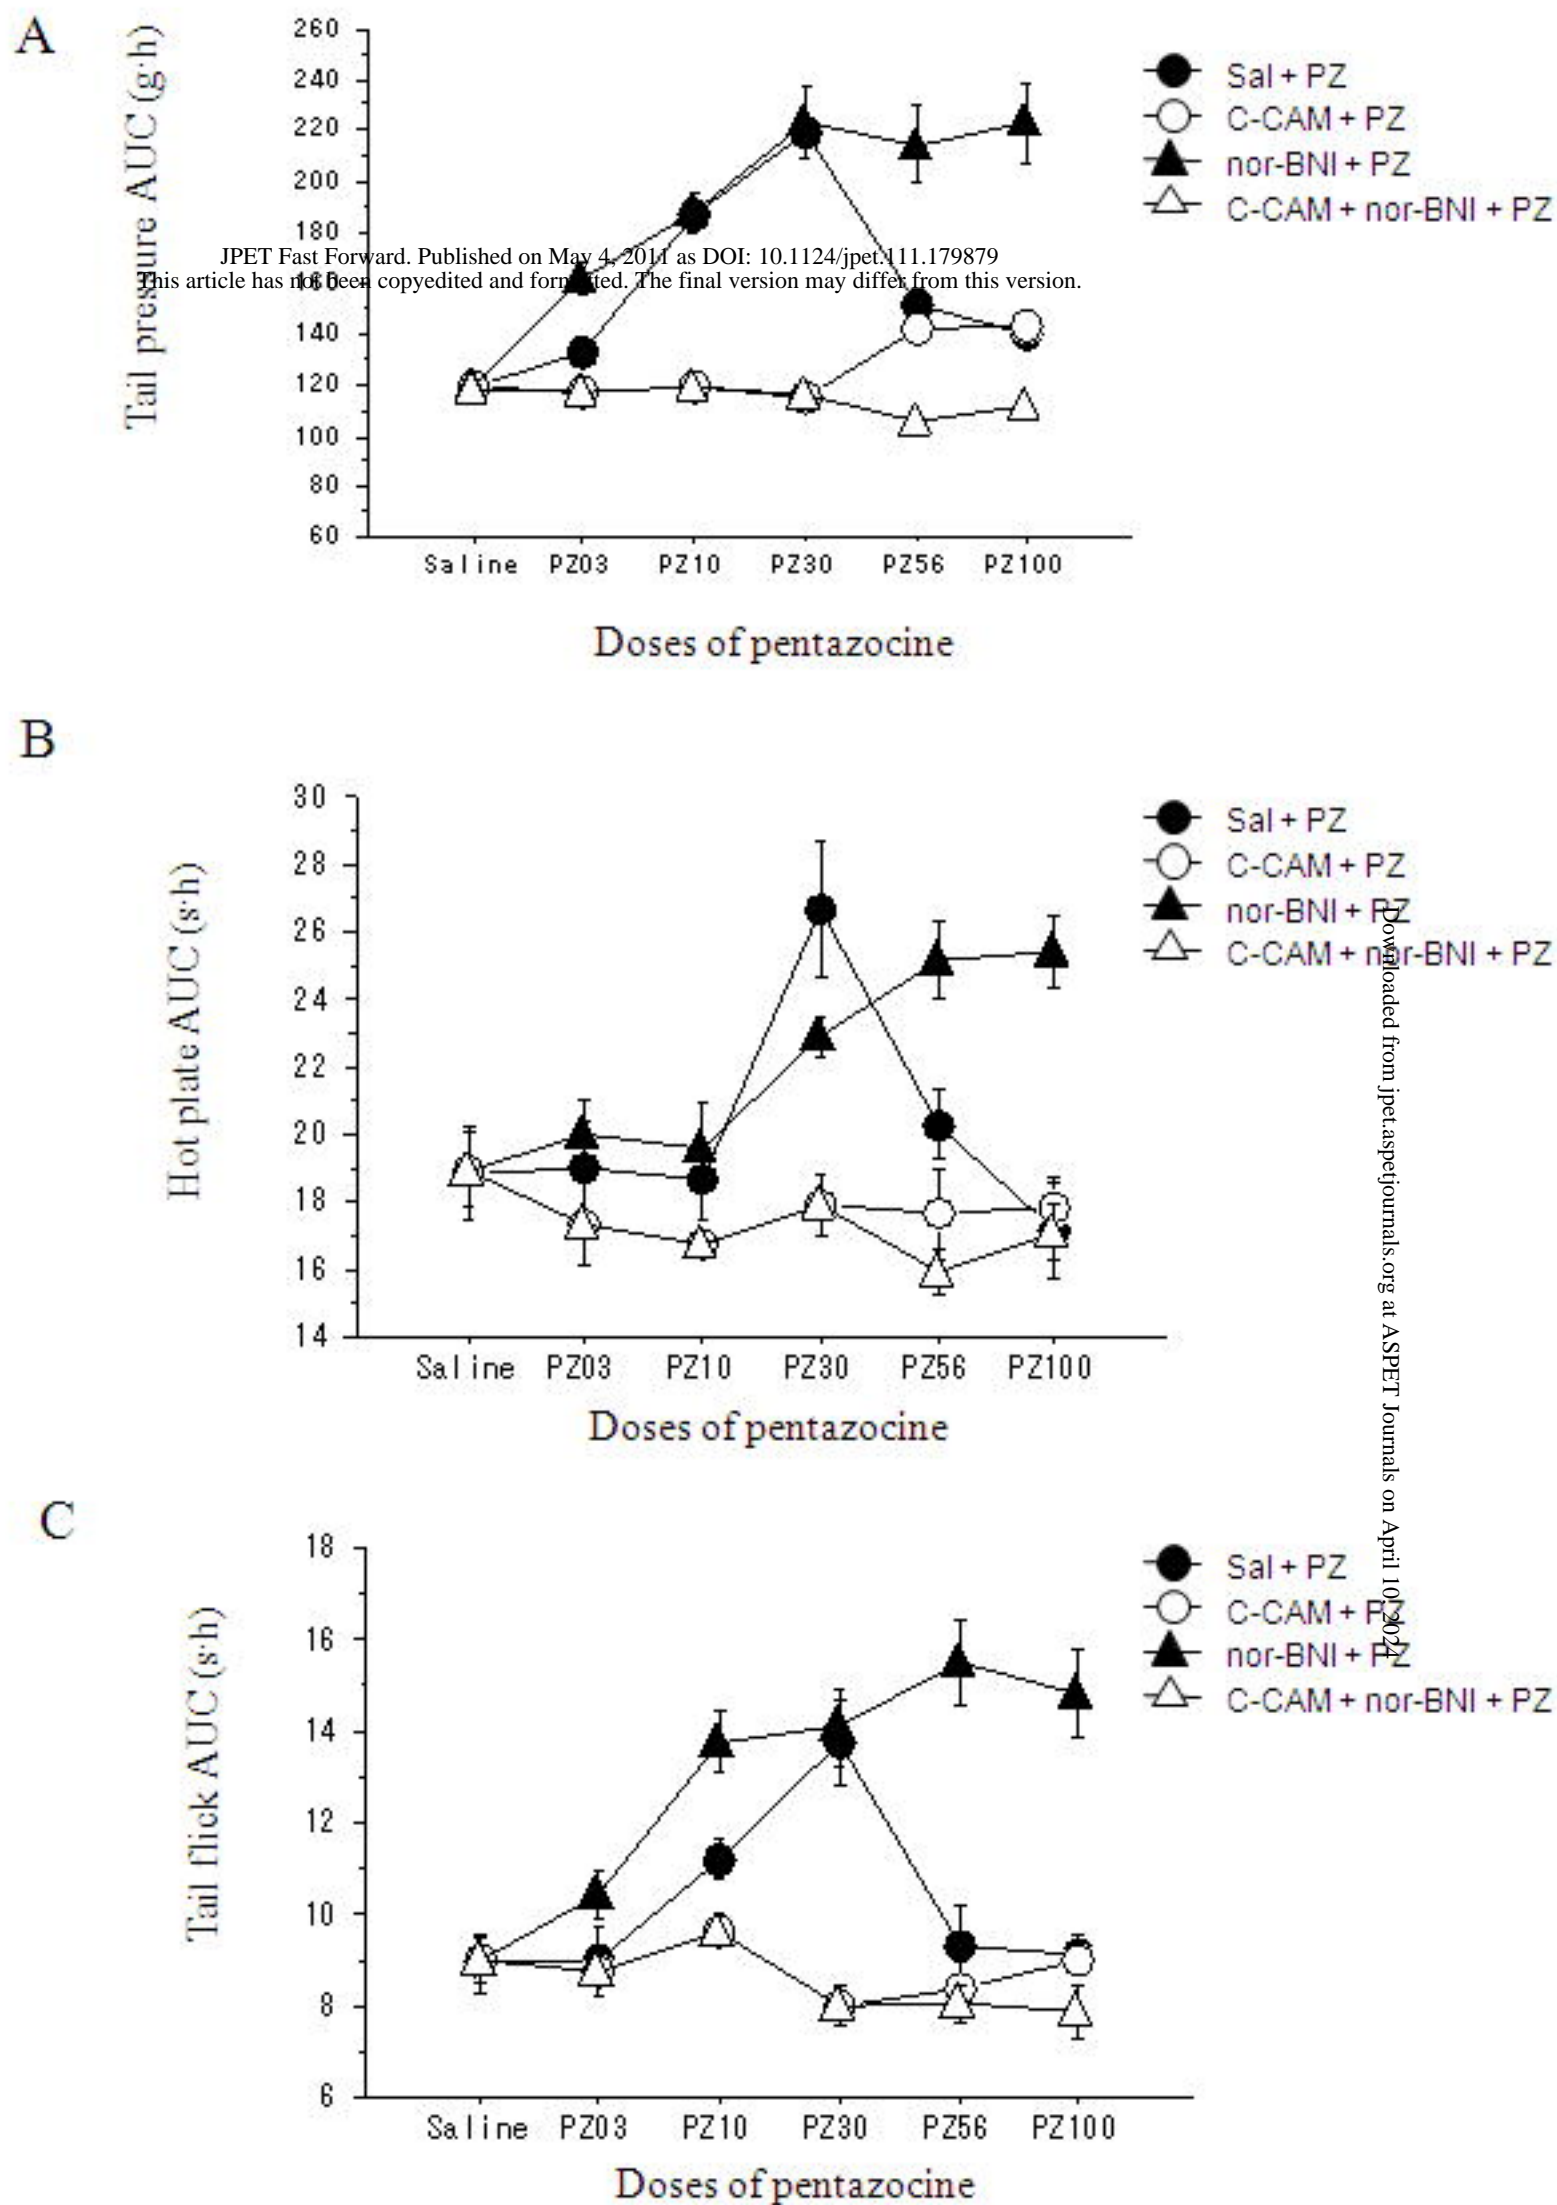 A
Tail pressure AUC (g·h)
260
240
220
200
180
160
140
120
100
80
60
Saline PZ03 PZ10 PZ30 PZ56 PZ100
Doses of pentazocine
Sal + PZ
C-CAM + PZ
nor-BNI + PZ
C-CAM + nor-BNI + PZ
JPET Fast Forward. Published on May 4, 2011 as DOI: 10.1124/jpet.111.179879
This article has not been copyedited and formatted. The final version may differ from this version.
B
Hot plate AUC (s·h)
30
28
26
24
22
20
18
16
14
Saline PZ03 PZ10 PZ30 PZ56 PZ100
Doses of pentazocine
Sal + PZ
C-CAM + PZ
nor-BNI + PZ
C-CAM + nor-BNI + PZ
Downloaded from jpet.aspetjournals.org at ASPET Journals on April 10, 2024
C
Tail flick AUC (s·h)
18
16
14
12
10
8
6
Saline PZ03 PZ10 PZ30 PZ56 PZ100
Doses of pentazocine
Sal + PZ
C-CAM + PZ
nor-BNI + PZ
C-CAM + nor-BNI + PZ